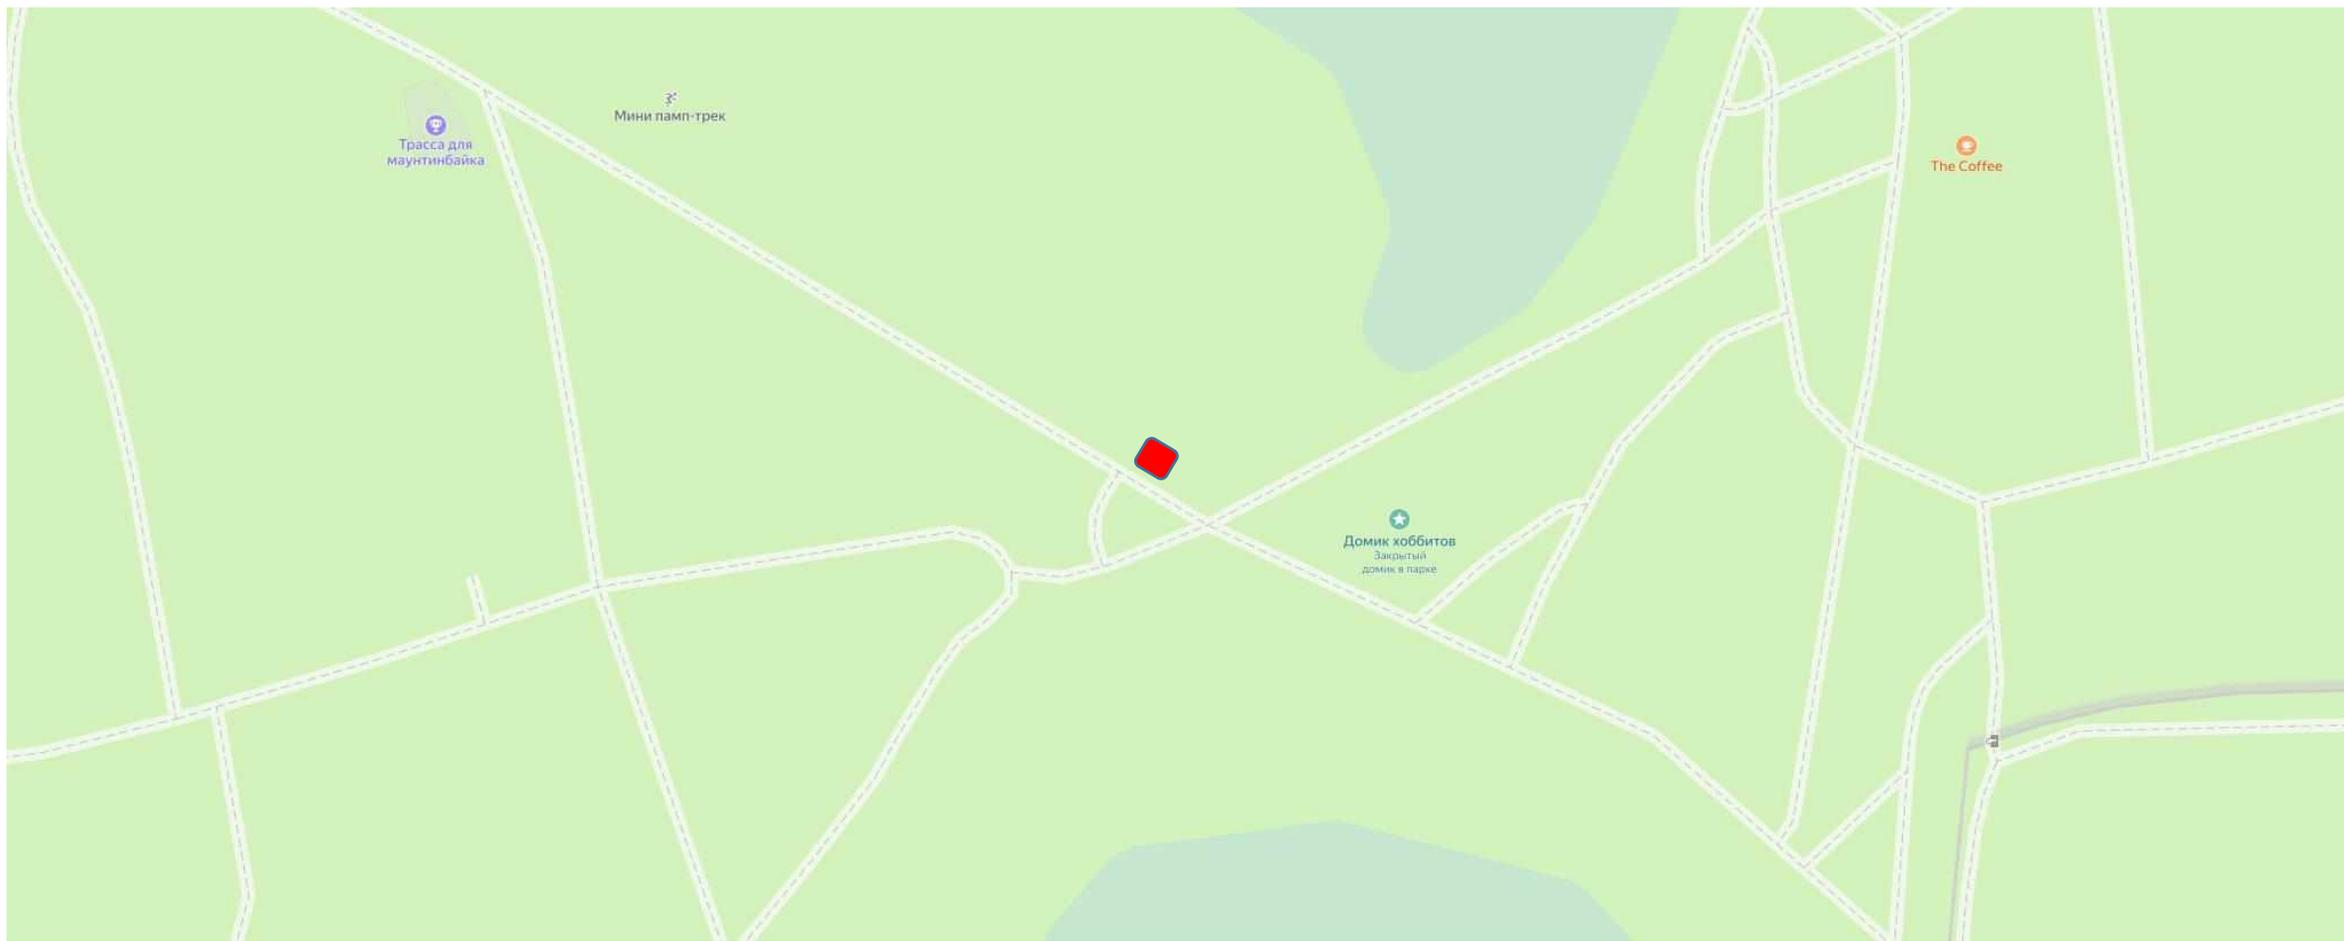 Мини памп-трек
Трасса для
маунтинбайка
The Coffee
Домик хоббитов
Закрытый
домик в парке